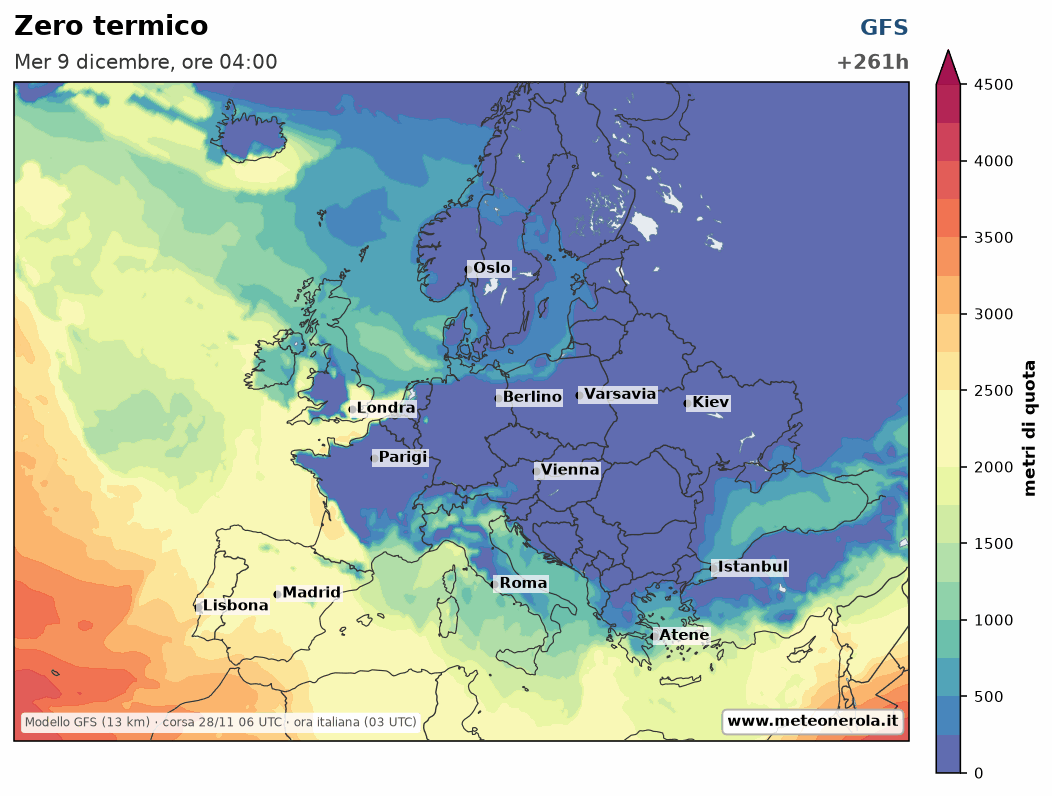 Zero termico
GFS
Mer 9 dicembre, ore 04:00
+261h
4500
4000
3500
3000
2500
2000
1500
1000
500
0
metri di quota
Oslo
Londra
Berlino
Varsavia
Kiev
Parigi
Vienna
Istanbul
Roma
Madrid
Lisbona
Atene
Modello GFS (13 km) · corsa 28/11 06 UTC · ora italiana (03 UTC)
www.meteonerola.it